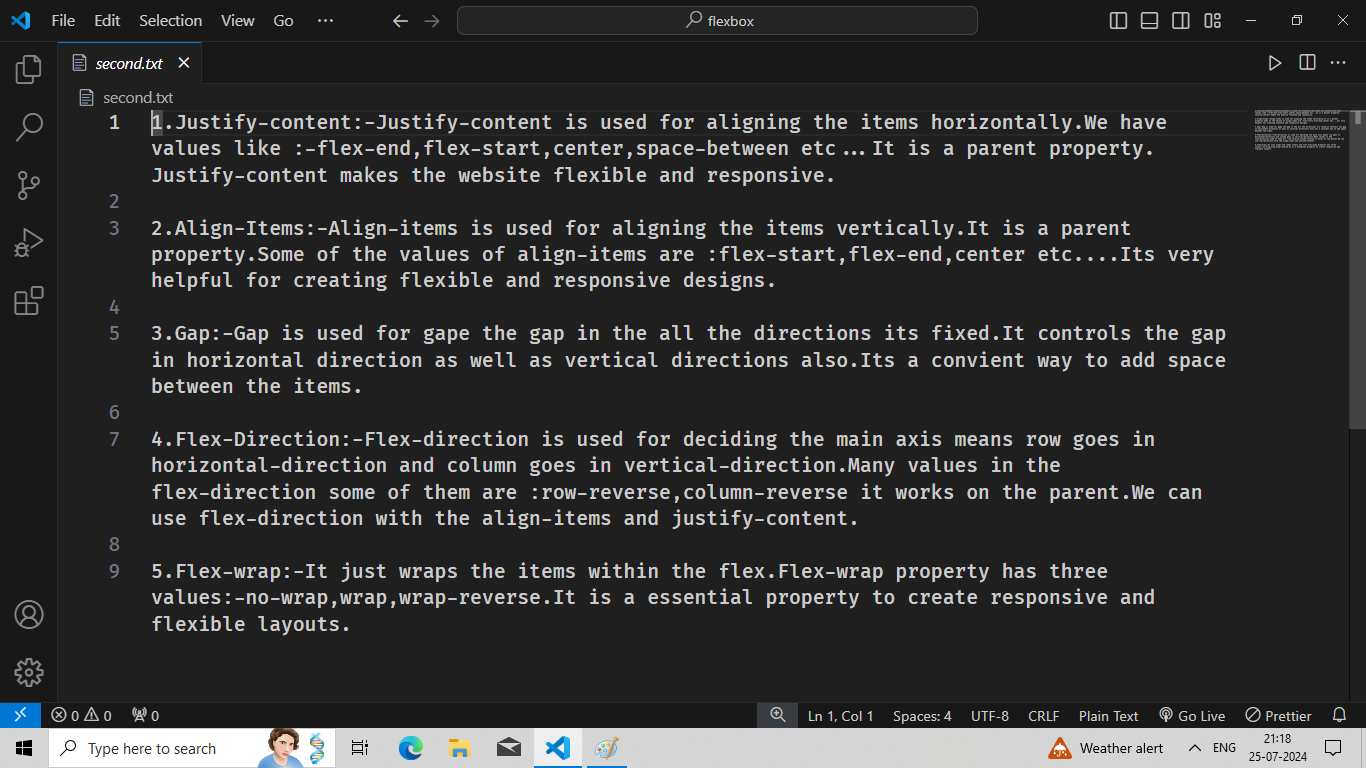 File Edit Selection View Go ... flexbox
second.txt
second.txt
1 1.Justify-content:-Justify-content is used for aligning the items horizontally.We have
values like :-flex-end,flex-start,center,space-between etc...It is a parent property.
Justify-content makes the website flexible and responsive.
2
3 2.Align-Items:-Align-items is used for aligning the items vertically.It is a parent
property.Some of the values of align-items are :flex-start,flex-end,center etc....Its very
helpful for creating flexible and responsive designs.
4
5 3.Gap:-Gap is used for gape the gap in the all the directions its fixed.It controls the gap
in horizontal direction as well as vertical directions also.Its a convient way to add space
between the items.
6
7 4.Flex-Direction:-Flex-direction is used for deciding the main axis means row goes in
horizontal-direction and column goes in vertical-direction.Many values in the
flex-direction some of them are :row-reverse,column-reverse it works on the parent.We can
use flex-direction with the align-items and justify-content.
8
9 5.Flex-wrap:-It just wraps the items within the flex.Flex-wrap property has three
values:-no-wrap,wrap,wrap-reverse.It is a essential property to create responsive and
flexible layouts.
0 0 0 Ln 1, Col 1 Spaces: 4 UTF-8 CRLF Plain Text Go Live Prettier
Type here to search Weather alert ENG 21:18
25-07-2024